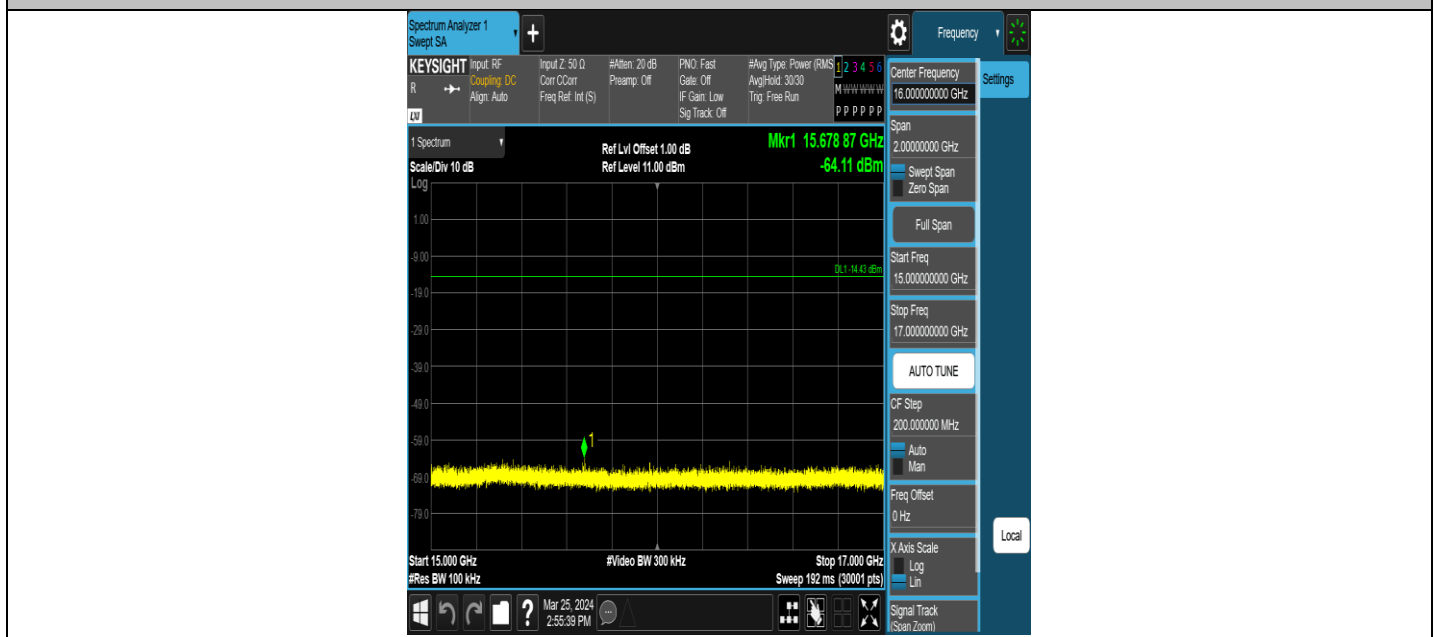 Spectrum Analyzer 1
Swept SA
+
Frequency
KEYSIGHT
R
LXI
Input: RF
Coupling: DC
Align: Auto
Input Z: 50 Ω
Corr CCorr
Freq Ref: Int (S)
#Atten: 20 dB
Preamp: Off
PNO: Fast
Gate: Off
IF Gain: Low
Sig Track: Off
#Avg Type: Power (RMS
Avg|Hold: 30/30
Trig: Free Run
1 2 3 4 5 6
M W W W W W
P P P P P P
1 Spectrum
Scale/Div 10 dB
Log
Ref Lvl Offset 1.00 dB
Ref Level 11.00 dBm
Mkr1 15.678 87 GHz
-64.11 dBm
1.00
-9.00
DL1 -14.43 dBm
-19.0
-29.0
-39.0
-49.0
-59.0
1
-69.0
-79.0
Start 15.000 GHz
#Res BW 100 kHz
#Video BW 300 kHz
Stop 17.000 GHz
Sweep 192 ms (30001 pts)
?
Mar 25, 2024
2:55:39 PM
Center Frequency
16.000000000 GHz
Span
2.00000000 GHz
Swept Span
Zero Span
Full Span
Start Freq
15.000000000 GHz
Stop Freq
17.000000000 GHz
AUTO TUNE
CF Step
200.000000 MHz
Auto
Man
Freq Offset
0 Hz
X Axis Scale
Log
Lin
Signal Track
(Span Zoom)
Settings
Local